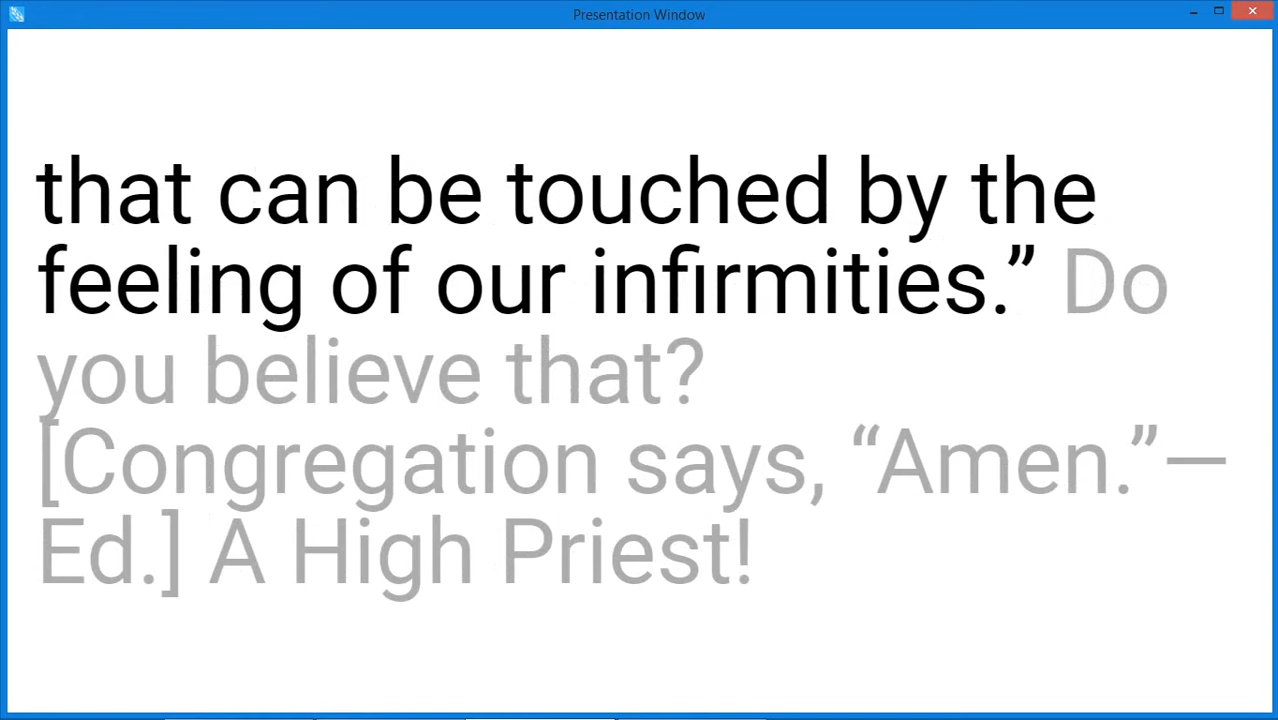 Presentation Window
that can be touched by the
feeling of our infirmities.” Do
you believe that?
[Congregation says, “Amen.”—
Ed.] A High Priest!